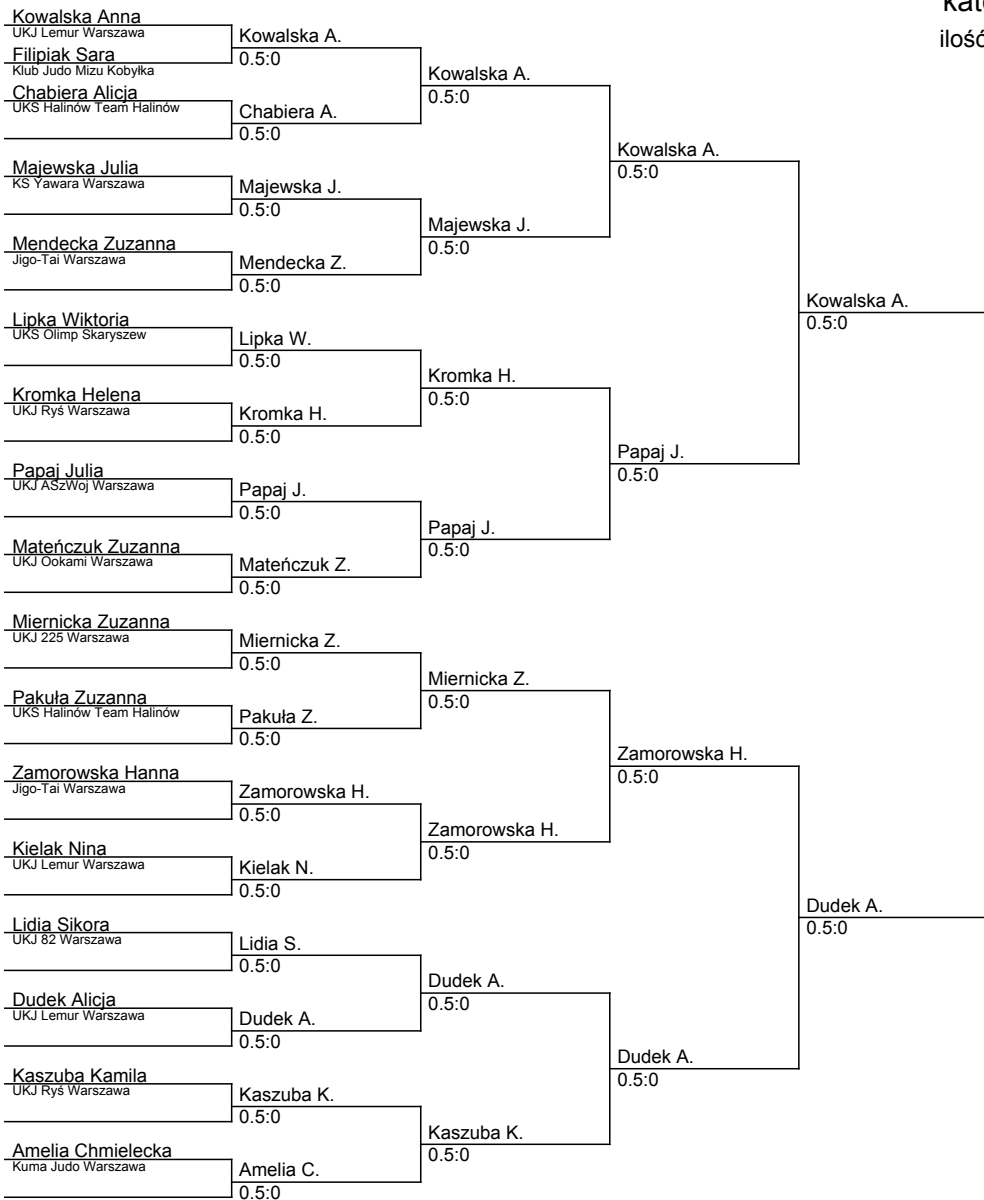 Kowalska Anna
UKJ Lemur Warszawa
Filipiak Sara
Klub Judo Mizu Kobyłka
Chabiera Alicja
UKS Halinów Team Halinów
Majewska Julia
KS Yawara Warszawa
Mendecka Zuzanna
Jigo-Tai Warszawa
Lipka Wiktoria
UKS Olimp Skaryszew
Kromka Helena
UKJ Ryś Warszawa
Papaj Julia
UKJ ASzWoj Warszawa
Mateńczuk Zuzanna
UKJ Ookami Warszawa
Miernicka Zuzanna
UKJ 225 Warszawa
Pakuła Zuzanna
UKS Halinów Team Halinów
Zamorowska Hanna
Jigo-Tai Warszawa
Kielak Nina
UKJ Lemur Warszawa
Lidia Sikora
UKJ 82 Warszawa
Dudek Alicja
UKJ Lemur Warszawa
Kaszuba Kamila
UKJ Ryś Warszawa
Amelia Chmielecka
Kuma Judo Warszawa
Kowalska A.
0.5:0
Chabiera A.
0.5:0
Majewska J.
0.5:0
Mendecka Z.
0.5:0
Lipka W.
0.5:0
Kromka H.
0.5:0
Papaj J.
0.5:0
Mateńczuk Z.
0.5:0
Miernicka Z.
0.5:0
Pakuła Z.
0.5:0
Zamorowska H.
0.5:0
Kielak N.
0.5:0
Lidia S.
0.5:0
Dudek A.
0.5:0
Kaszuba K.
0.5:0
Amelia C.
0.5:0
Kowalska A.
0.5:0
Majewska J.
0.5:0
Kromka H.
0.5:0
Papaj J.
0.5:0
Miernicka Z.
0.5:0
Zamorowska H.
0.5:0
Dudek A.
0.5:0
Kaszuba K.
0.5:0
Kowalska A.
0.5:0
Papaj J.
0.5:0
Zamorowska H.
0.5:0
Dudek A.
0.5:0
Kowalska A.
0.5:0
Dudek A.
0.5:0
ilość